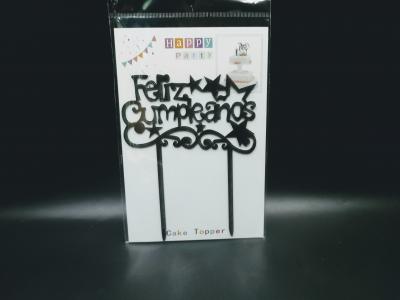 Happy
Party
Feliz
Cumpleaños
Cake Topper